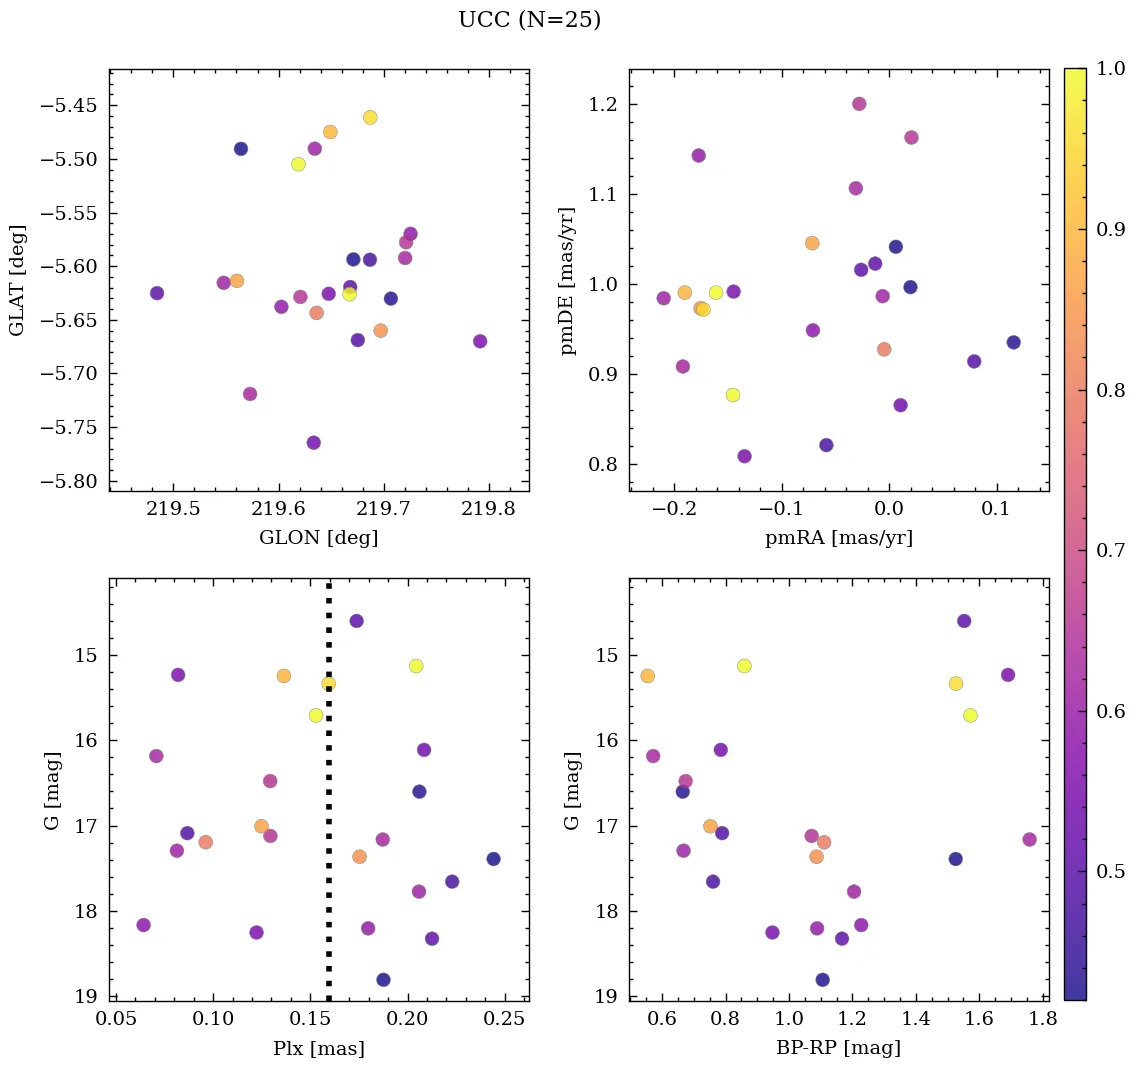 UCC (N=25)
−5.45
−5.50
−5.55
−5.60
−5.65
−5.70
−5.75
−5.80
GLAT [deg]
219.5 219.6 219.7 219.8
GLON [deg]
1.2
1.1
1.0
0.9
0.8
pmDE [mas/yr]
−0.2 −0.1 0.0 0.1
pmRA [mas/yr]
15
16
17
18
19
G [mag]
0.05 0.10 0.15 0.20 0.25
Plx [mas]
15
16
17
18
19
G [mag]
0.6 0.8 1.0 1.2 1.4 1.6 1.8
BP-RP [mag]
1.0
0.9
0.8
0.7
0.6
0.5